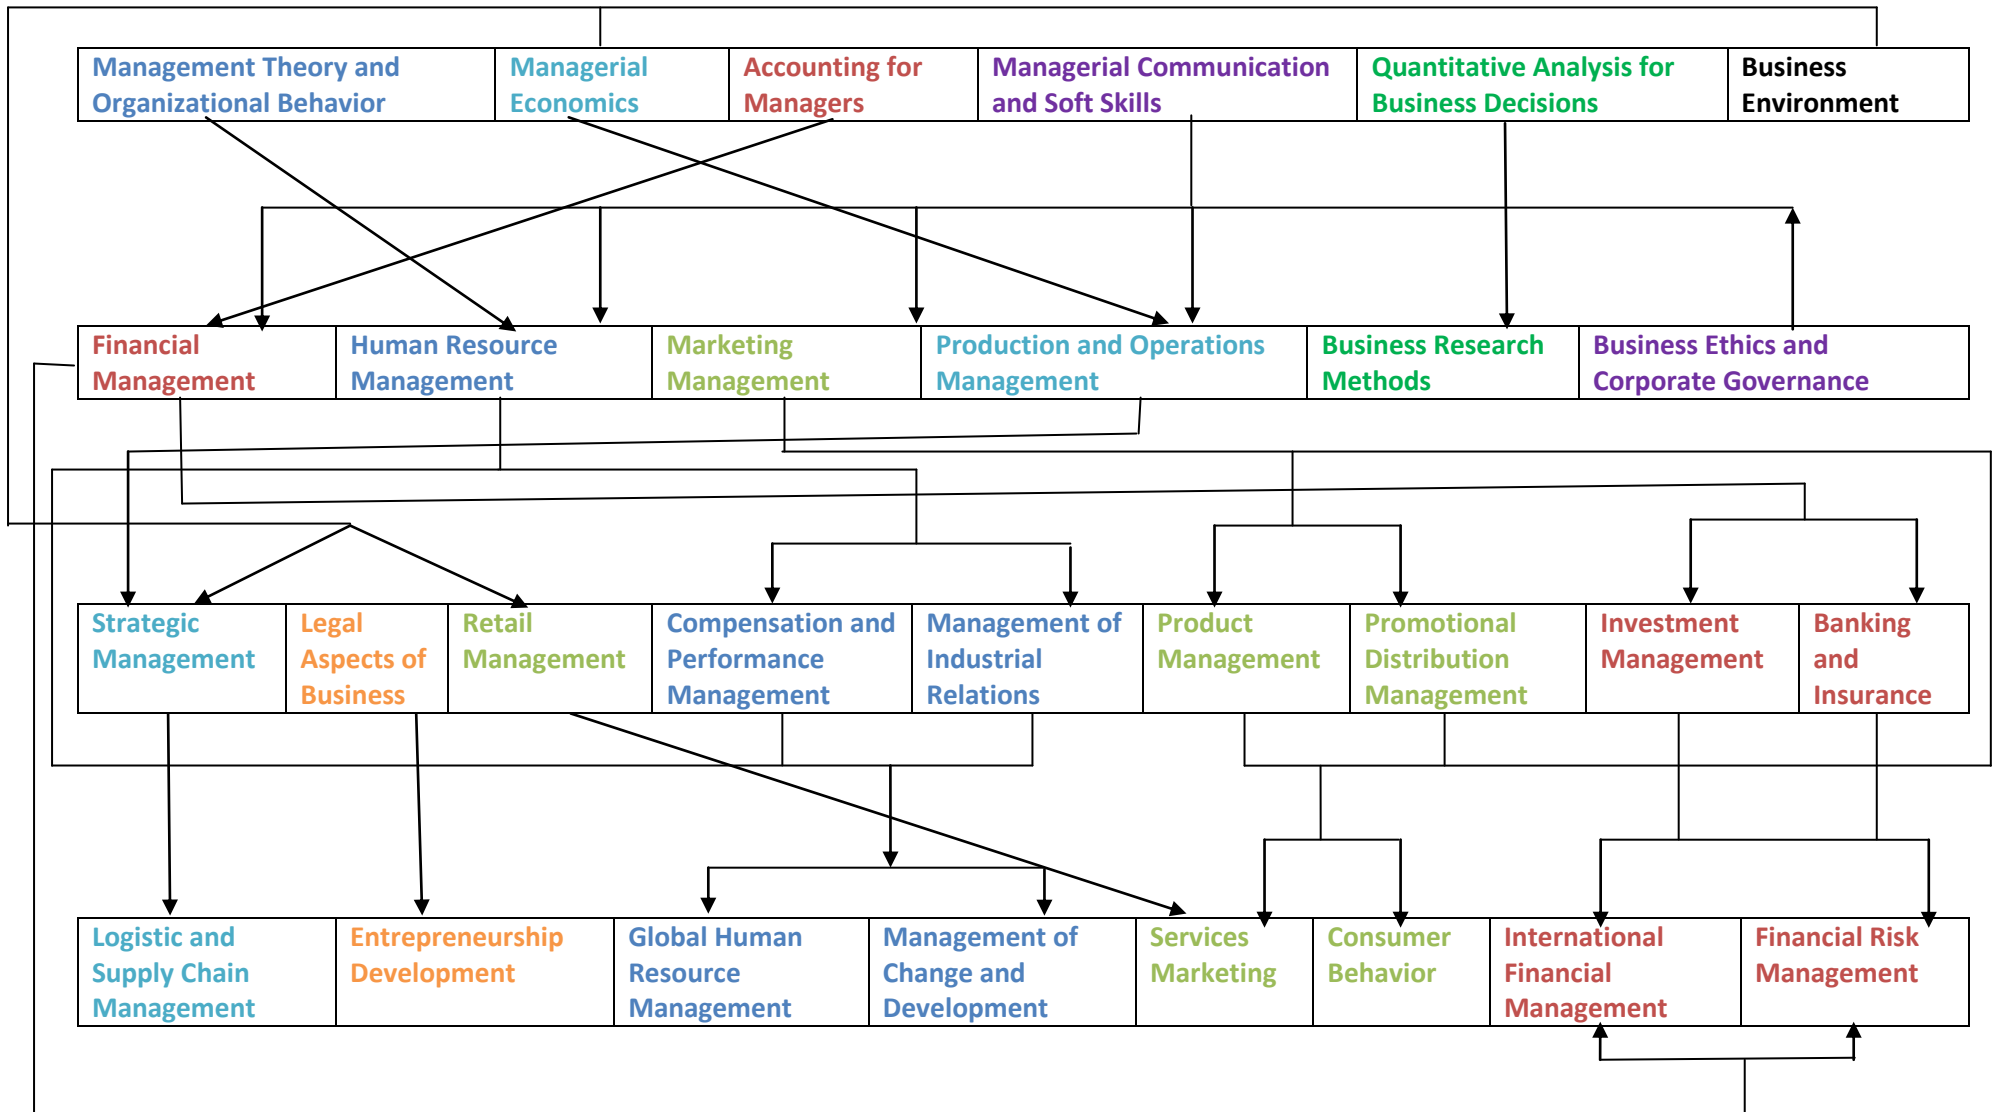 Management Theory and
Organizational Behavior
Managerial
Economics
Accounting for
Managers
Managerial Communication
and Soft Skills
Quantitative Analysis for
Business Decisions
Business
Environment
Financial
Management
Human Resource
Management
Marketing
Management
Production and Operations
Management
Business Research
Methods
Business Ethics and
Corporate Governance
Strategic
Management
Legal
Aspects of
Business
Retail
Management
Compensation and
Performance
Management
Management of
Industrial
Relations
Product
Management
Promotional
Distribution
Management
Investment
Management
Banking
and
Insurance
Logistic and
Supply Chain
Management
Entrepreneurship
Development
Global Human
Resource
Management
Management of
Change and
Development
Services
Marketing
Consumer
Behavior
International
Financial
Management
Financial Risk
Management